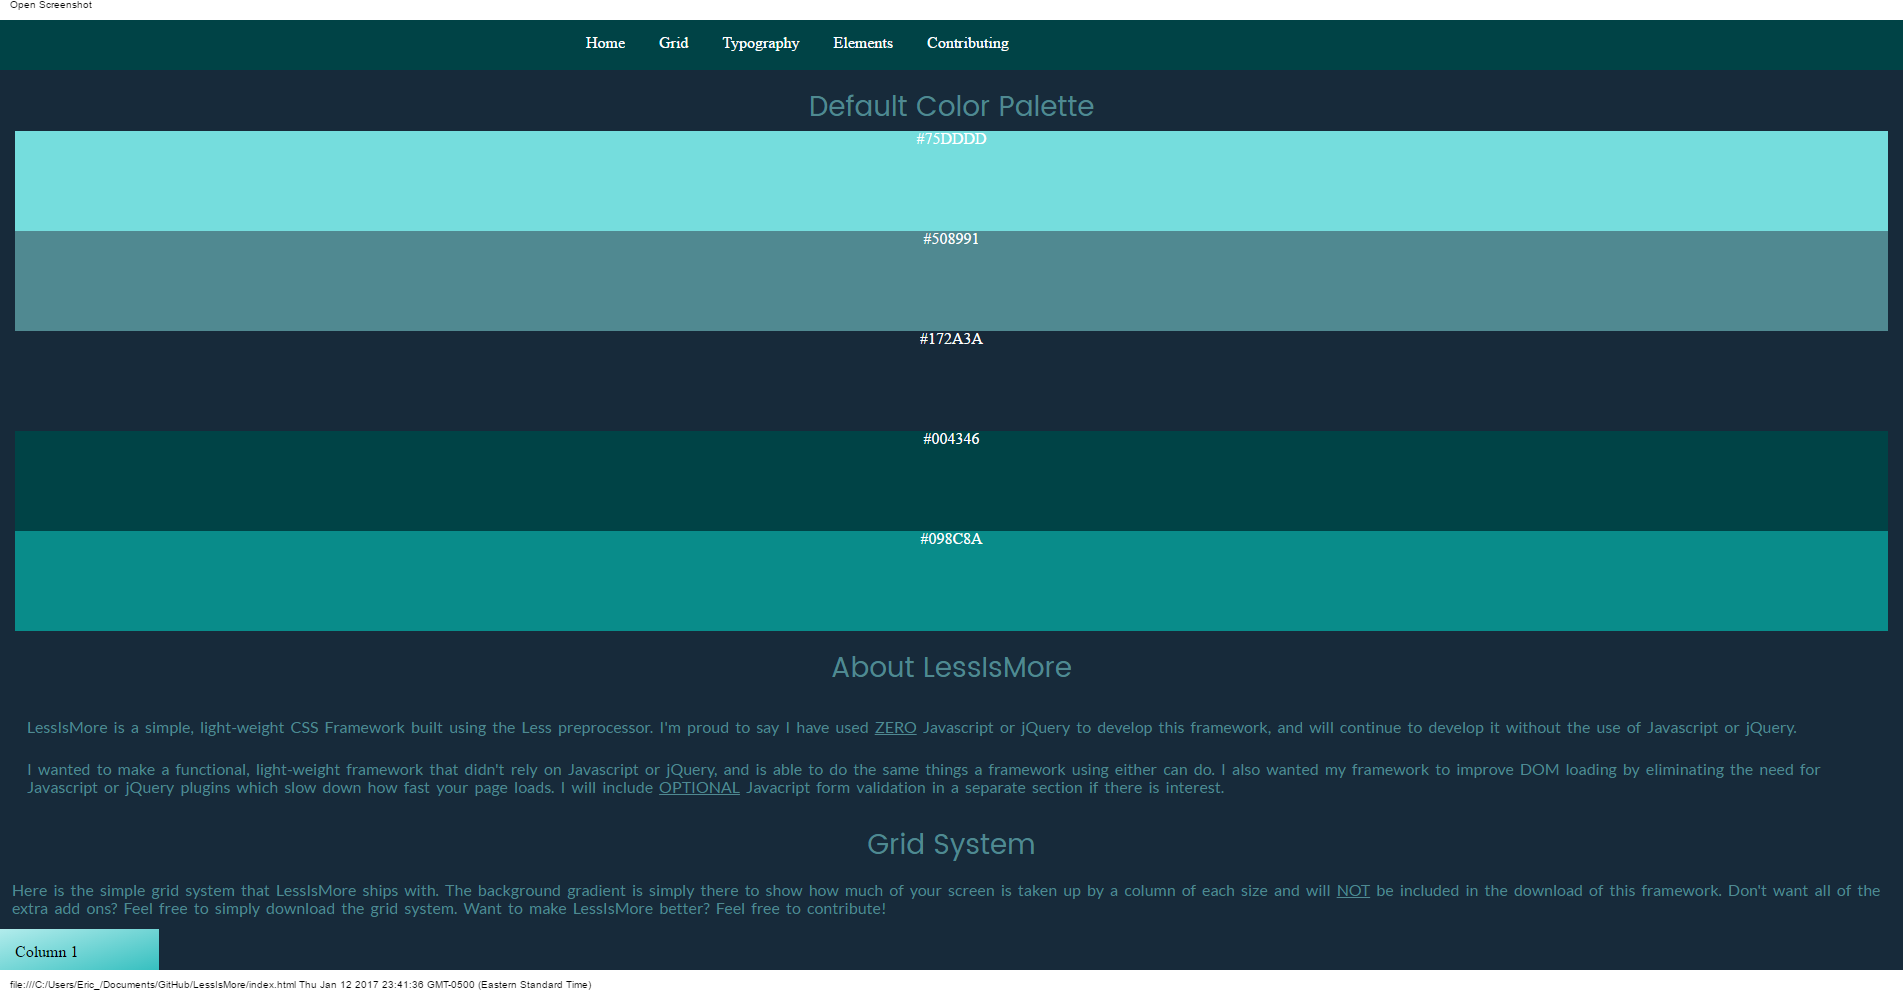 Open Screenshot
Home Grid Typography Elements Contributing
Default Color Palette
#75DDDD
#508991
#172A3A
#004346
#098C8A
About LessIsMore
LessIsMore is a simple, light-weight CSS Framework built using the Less preprocessor. I'm proud to say I have used ZERO Javascript or jQuery to develop this framework, and will continue to develop it without the use of Javascript or jQuery.
I wanted to make a functional, light-weight framework that didn't rely on Javascript or jQuery, and is able to do the same things a framework using either can do. I also wanted my framework to improve DOM loading by eliminating the need for
Javascript or jQuery plugins which slow down how fast your page loads. I will include OPTIONAL Javacript form validation in a separate section if there is interest.
Grid System
Here is the simple grid system that LessIsMore ships with. The background gradient is simply there to show how much of your screen is taken up by a column of each size and will NOT be included in the download of this framework. Don't want all of the
extra add ons? Feel free to simply download the grid system. Want to make LessIsMore better? Feel free to contribute!
Column 1
file:///C:/Users/Eric_/Documents/GitHub/LessIsMore/index.html Thu Jan 12 2017 23:41:36 GMT-0500 (Eastern Standard Time)